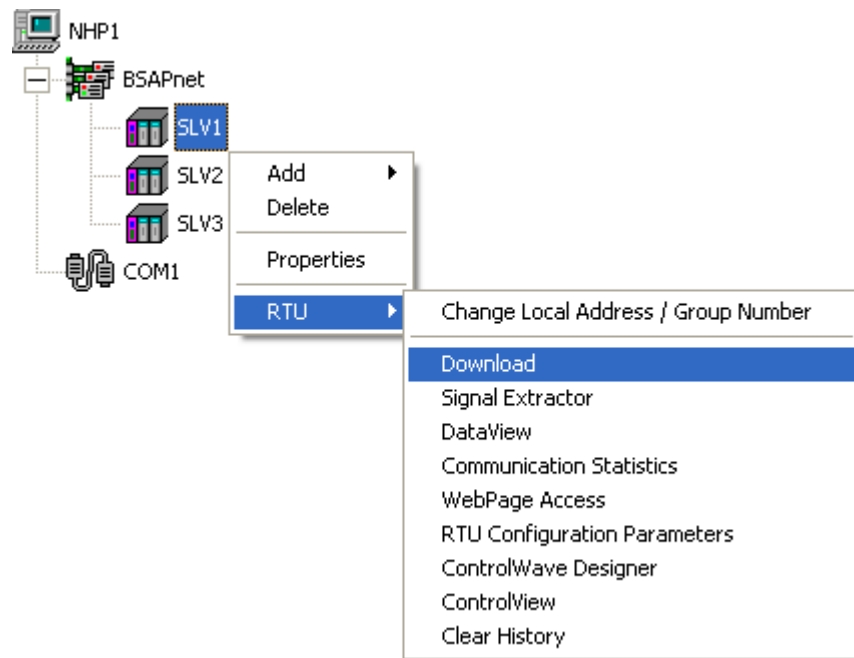 NHP1
BSAPnet
SLV1
SLV2
SLV3
COM1
Add
Delete
Properties
RTU
Change Local Address / Group Number
Download
Signal Extractor
DataView
Communication Statistics
WebPage Access
RTU Configuration Parameters
ControlWave Designer
ControlView
Clear History